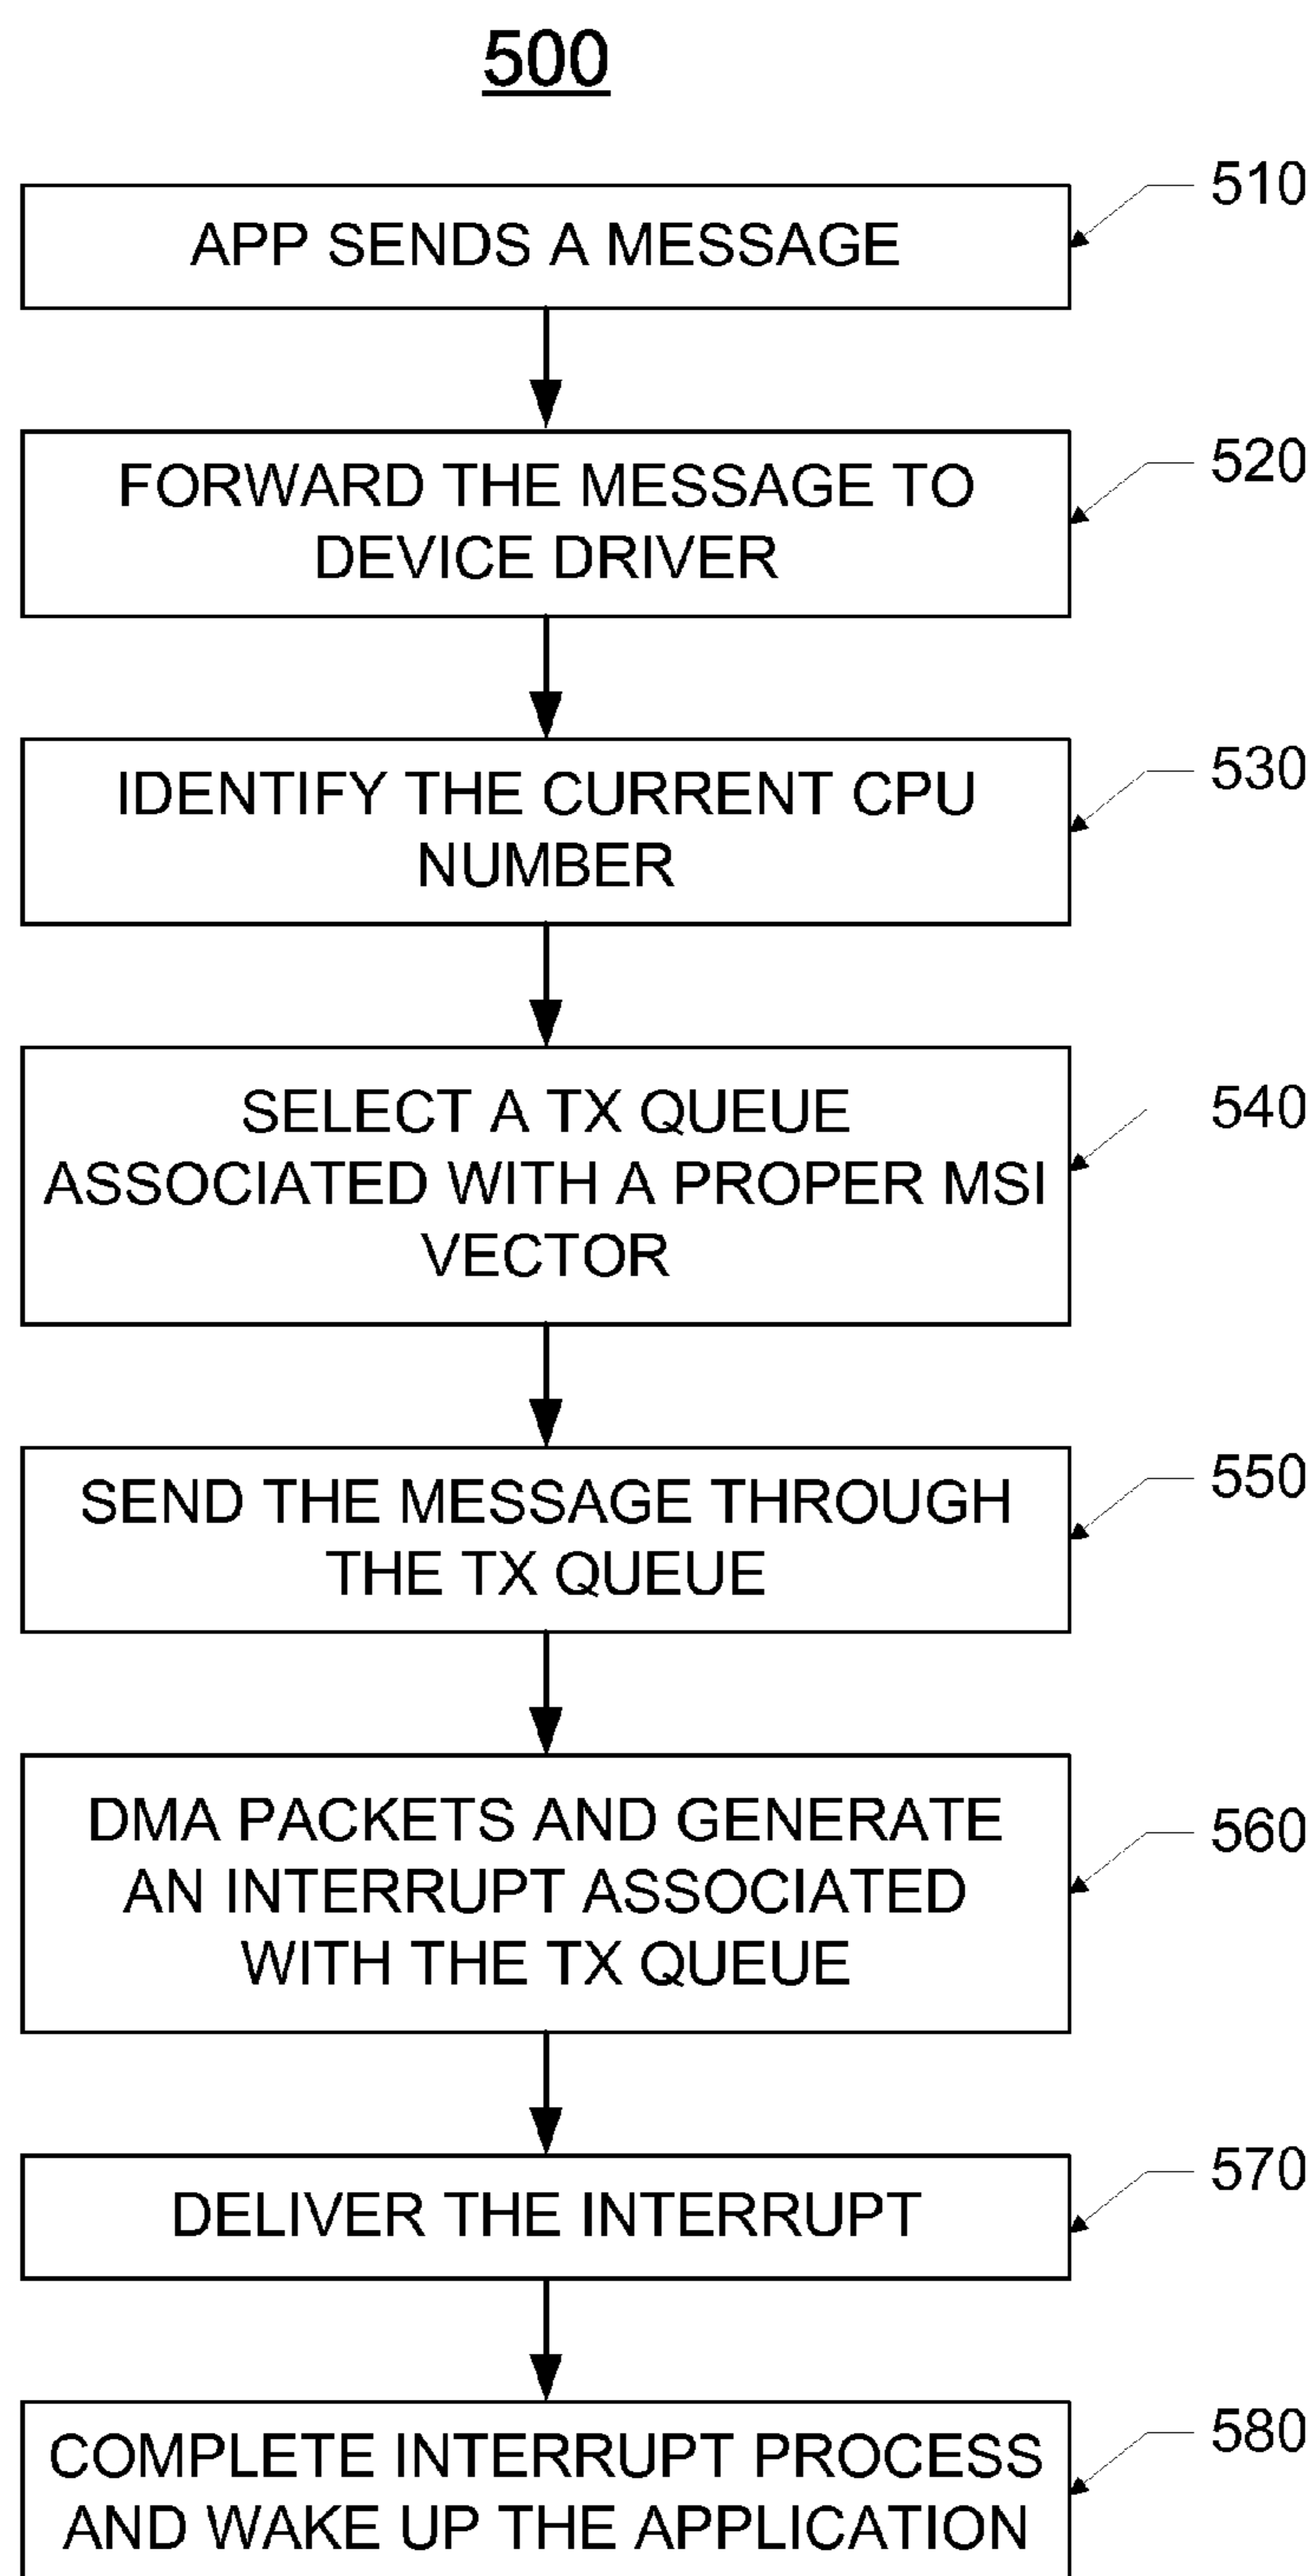 500
510
APP SENDS A MESSAGE
520
FORWARD THE MESSAGE TO
DEVICE DRIVER
530
IDENTIFY THE CURRENT CPU
NUMBER
540
SELECT A TX QUEUE
ASSOCIATED WITH A PROPER MSI
VECTOR
550
SEND THE MESSAGE THROUGH
THE TX QUEUE
560
DMA PACKETS AND GENERATE
AN INTERRUPT ASSOCIATED
WITH THE TX QUEUE
570
DELIVER THE INTERRUPT
580
COMPLETE INTERRUPT PROCESS
AND WAKE UP THE APPLICATION